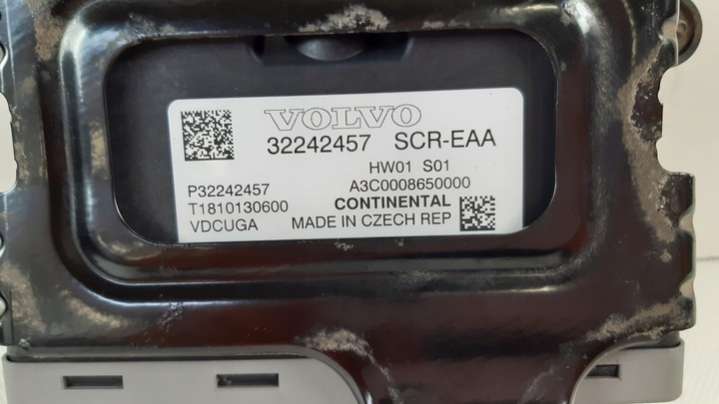 VOLVO
32242457 SCR-EAA
HW01 S01
P32242457 A3C0008650000
T1810130600 CONTINENTAL
VDCUGA MADE IN CZECH REP